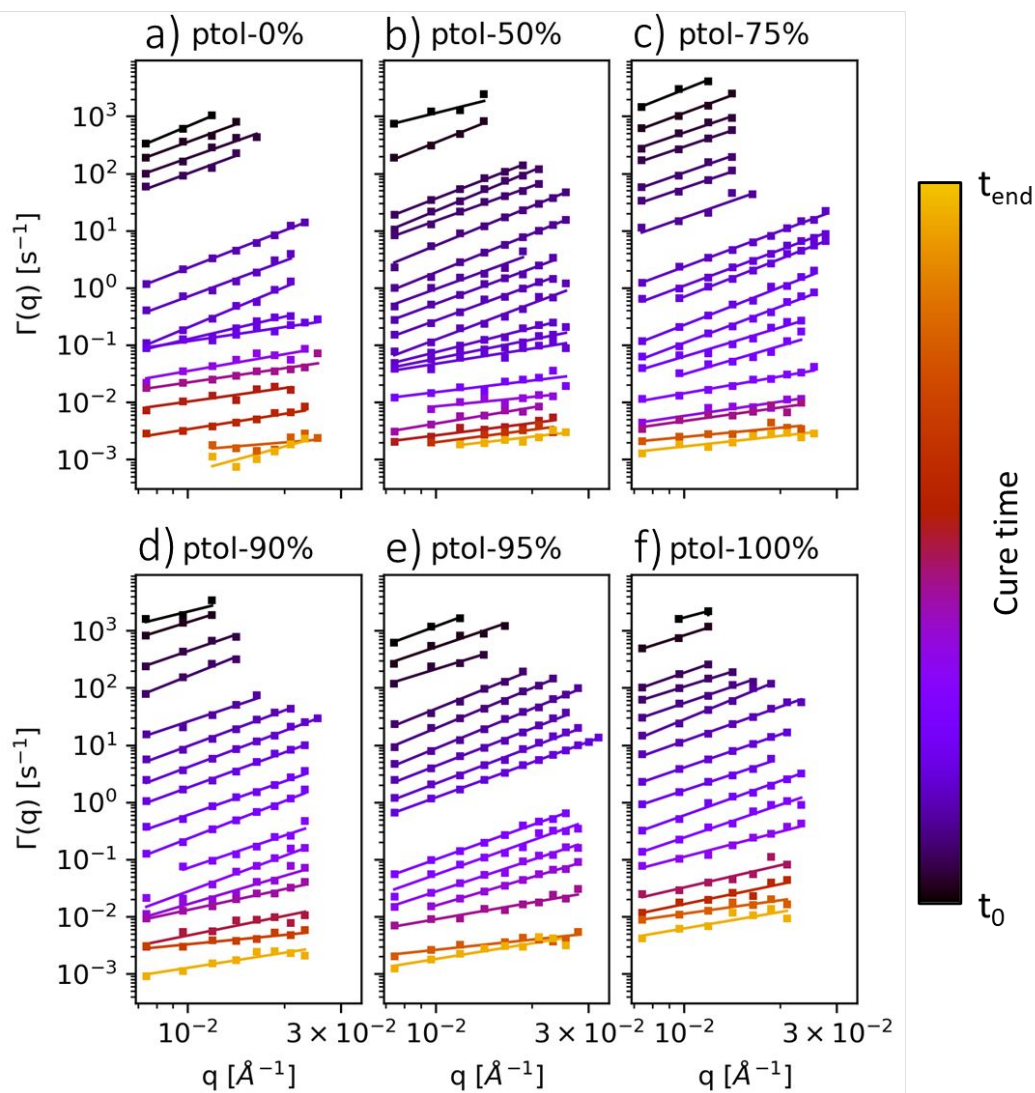 a) ptol-0%
b) ptol-50%
c) ptol-75%
10³
10²
10¹
10⁰
10⁻¹
10⁻²
10⁻³
Γ(q) [s⁻¹]
d) ptol-90%
e) ptol-95%
f) ptol-100%
10³
10²
10¹
10⁰
10⁻¹
10⁻²
10⁻³
Γ(q) [s⁻¹]
10⁻² 3 × 10⁻² 10⁻² 3 × 10⁻² 10⁻² 3 × 10⁻²
q [Å⁻¹] q [Å⁻¹] q [Å⁻¹]
t_end
Cure time
t₀